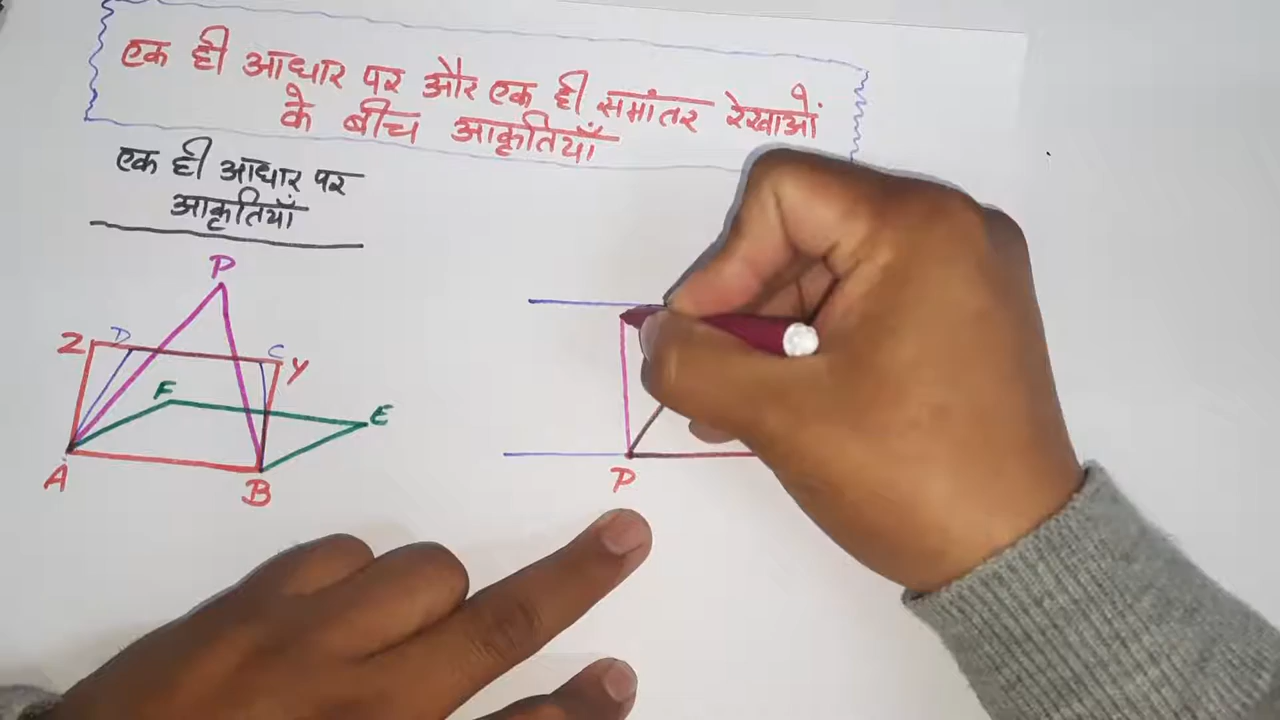 एक ही आधार पर और एक ही समांतर रेखाओं
के बीच आकृतियाँ
एक ही आधार पर
आकृतियाँ
P
Z D C Y
F E
A B
P